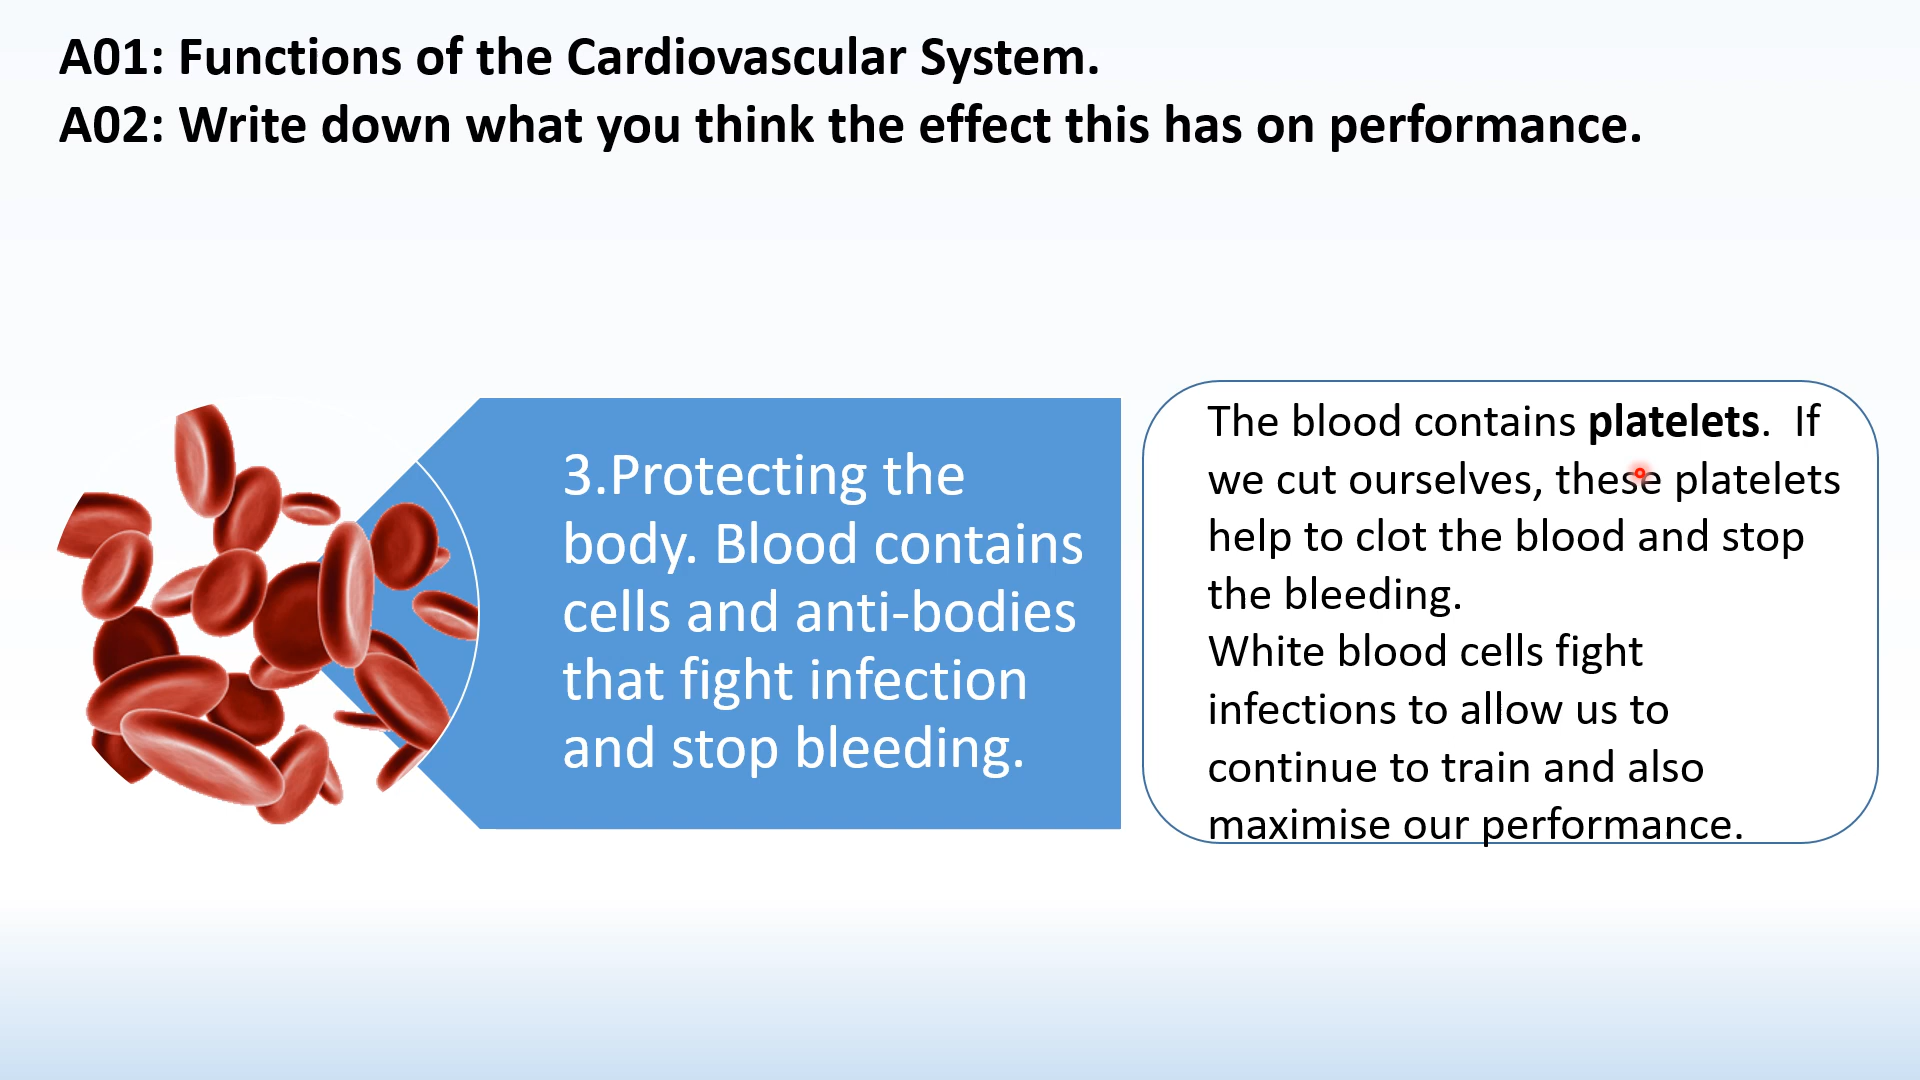 A01: Functions of the Cardiovascular System.
A02: Write down what you think the effect this has on performance.
3.Protecting the
body. Blood contains
cells and anti-bodies
that fight infection
and stop bleeding.
The blood contains platelets.  If
we cut ourselves, these platelets
help to clot the blood and stop
the bleeding.
White blood cells fight
infections to allow us to
continue to train and also
maximise our performance.